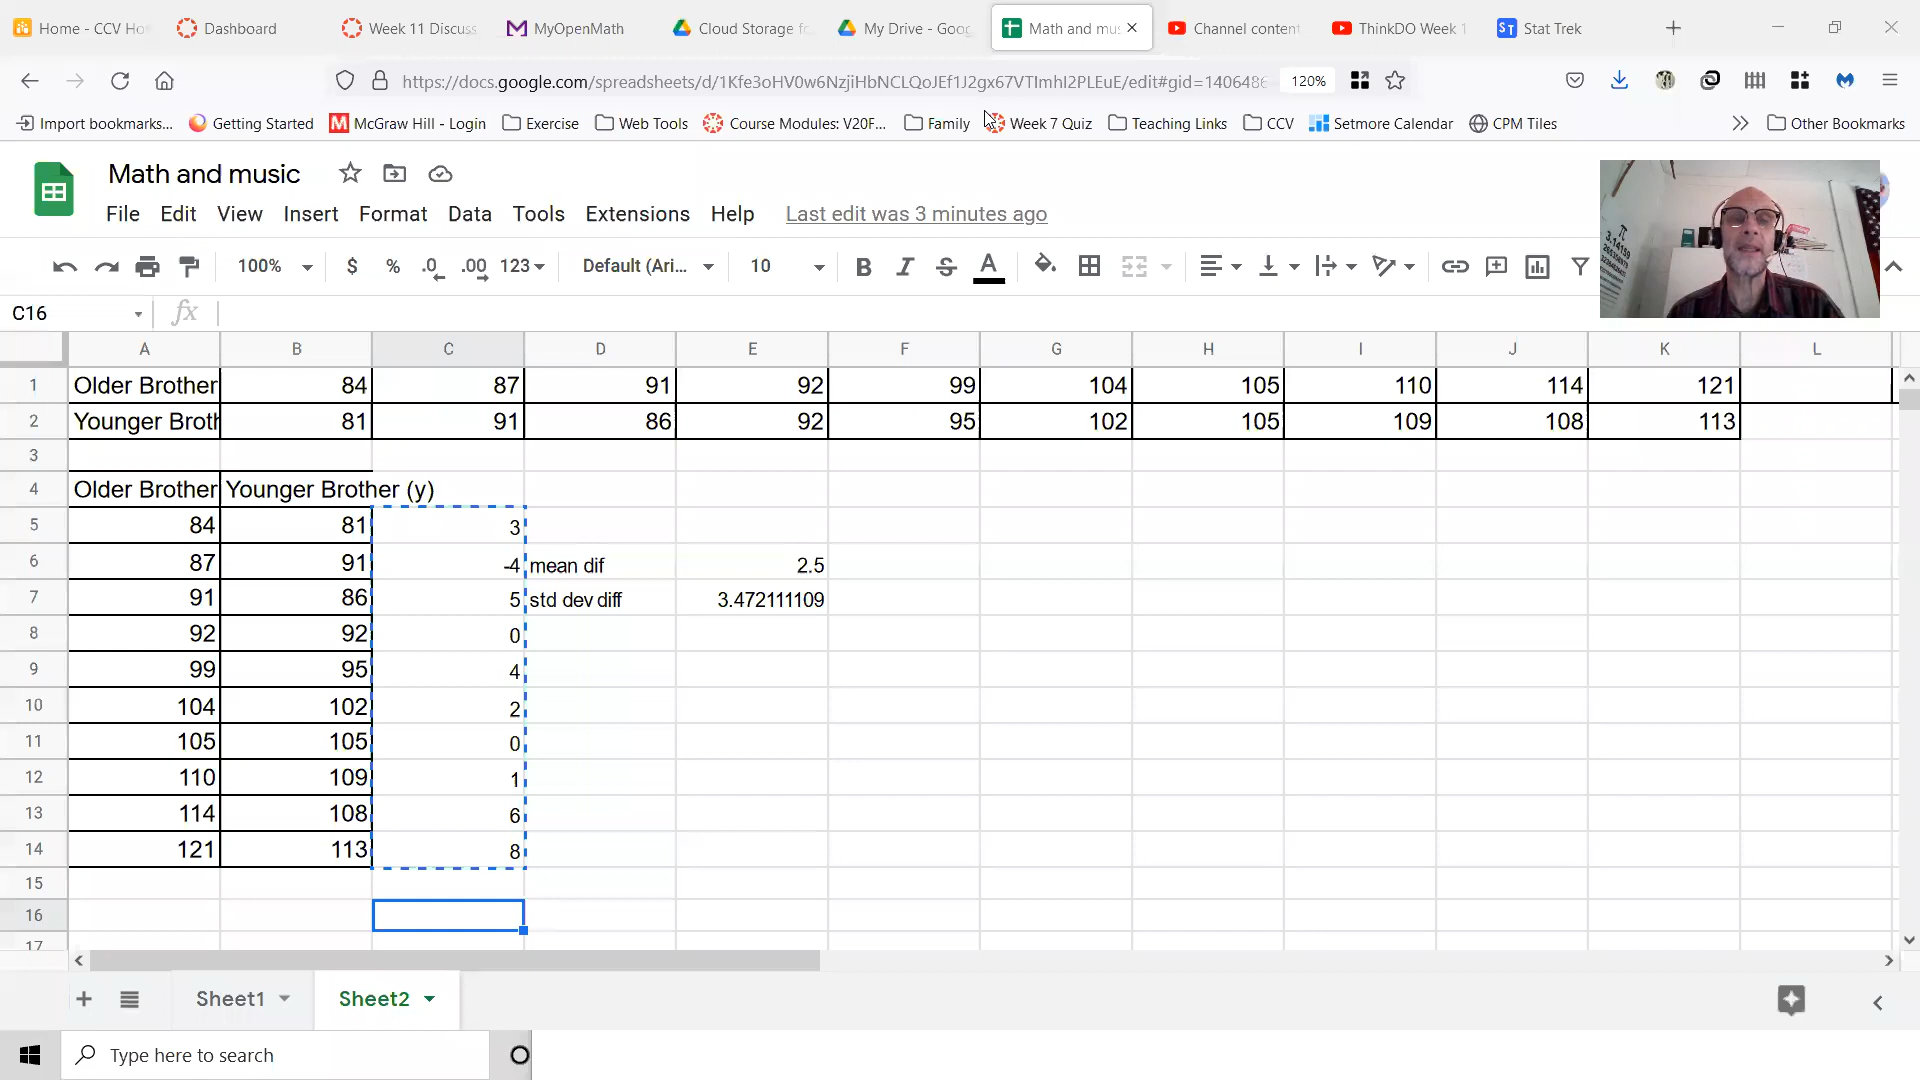 Home - CCV Ho
Dashboard
Week 11 Discuss
MyOpenMath
Cloud Storage fo
My Drive - Goog
Math and mus
Channel content
ThinkDO Week 1
Stat Trek
https://docs.google.com/spreadsheets/d/1Kfe3oHV0w6NzjiHbNCLQoJEf1J2gx67VTImhI2PLEuE/edit#gid=1406486
120%
Import bookmarks...
Getting Started
McGraw Hill - Login
Exercise
Web Tools
Course Modules: V20F...
Family
Week 7 Quiz
Teaching Links
CCV
Setmore Calendar
CPM Tiles
Other Bookmarks
Math and music
File Edit View Insert Format Data Tools Extensions Help Last edit was 3 minutes ago
100% $ % .0 .00 123 Default (Ari... 10 B I S A
C16 fx
A B C D E F G H I J K L
1 Older Brother 84 87 91 92 99 104 105 110 114 121
2 Younger Broth 81 91 86 92 95 102 105 109 108 113
3
4 Older Brother Younger Brother (y)
5 84 81 3
6 87 91 -4 mean dif 2.5
7 91 86 5 std dev diff 3.472111109
8 92 92 0
9 99 95 4
10 104 102 2
11 105 105 0
12 110 109 1
13 114 108 6
14 121 113 8
15
16
17
Sheet1 Sheet2
Type here to search